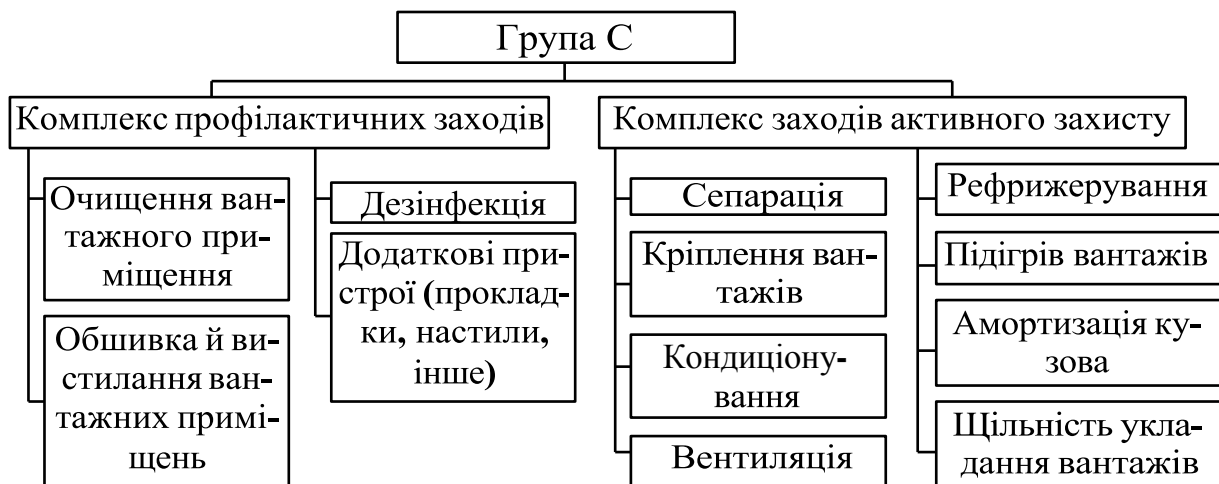 Група С
Комплекс профілактичних заходів
Очищення ван-
тажного при-
міщення
Обшивка й ви-
стилання ван-
тажних примі-
щень
Дезінфекція
Додаткові при-
строї (проклад-
ки, настили,
інше)
Комплекс заходів активного захисту
Сепарація
Кріплення ван-
тажів
Кондиціону-
вання
Вентиляція
Рефрижерування
Підігрів вантажів
Амортизація ку-
зова
Щільність укла-
дання вантажів